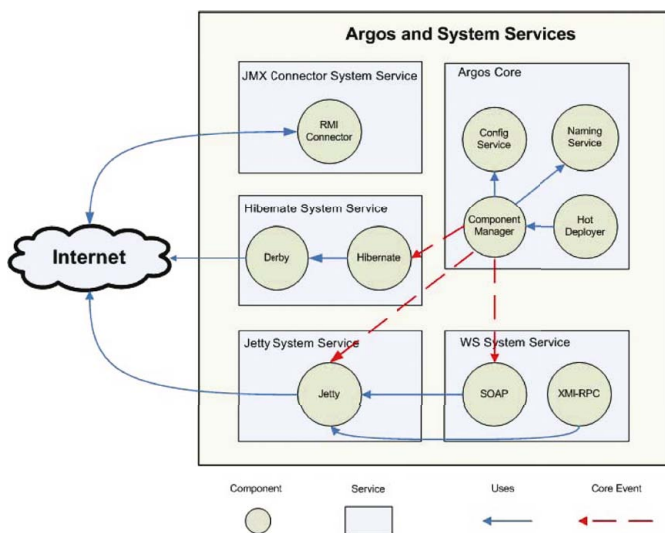 Argos and System Services
JMX Connector System Service
RMI
Connector
Argos Core
Config
Service
Naming
Service
Component
Manager
Hot
Deployer
Hibernate System Service
Derby
Hibernate
Internet
Jetty System Service
Jetty
WS System Service
SOAP
XMI-RPC
Component
Service
Uses
Core Event